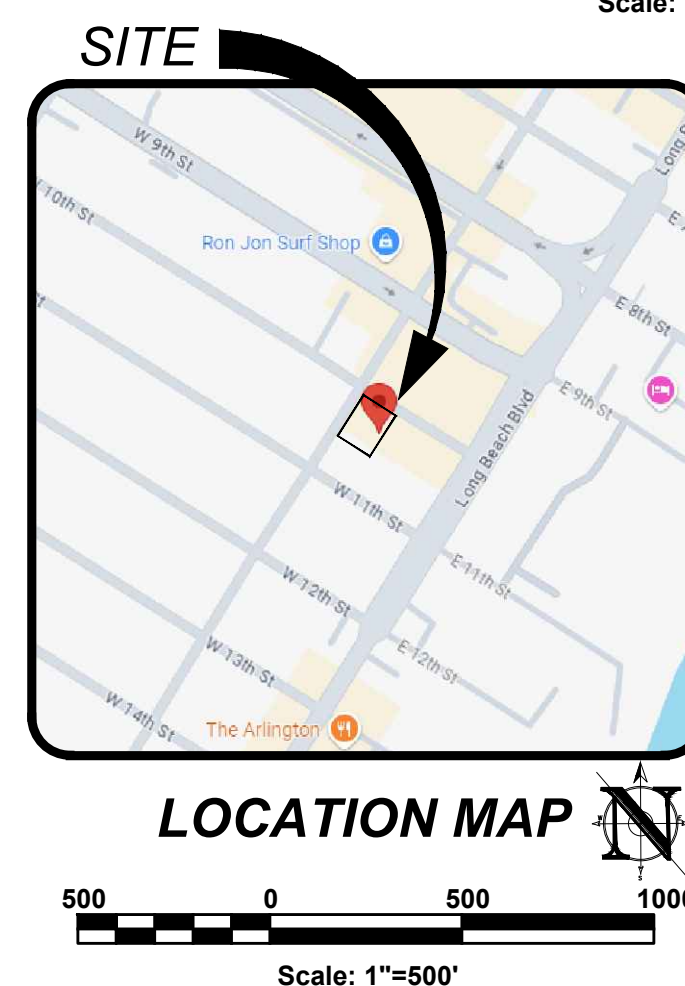 Scale:
SITE
W 9th St
10th St
Ron Jon Surf Shop
Long
E
E 8th St
E 9th St
Long Beach Blvd
W 11th St
E 11th St
W 12th St
E 12th St
W 13th St
W 14th St
The Arlington
LOCATION MAP
N
500 0 500 1000
Scale: 1"=500'